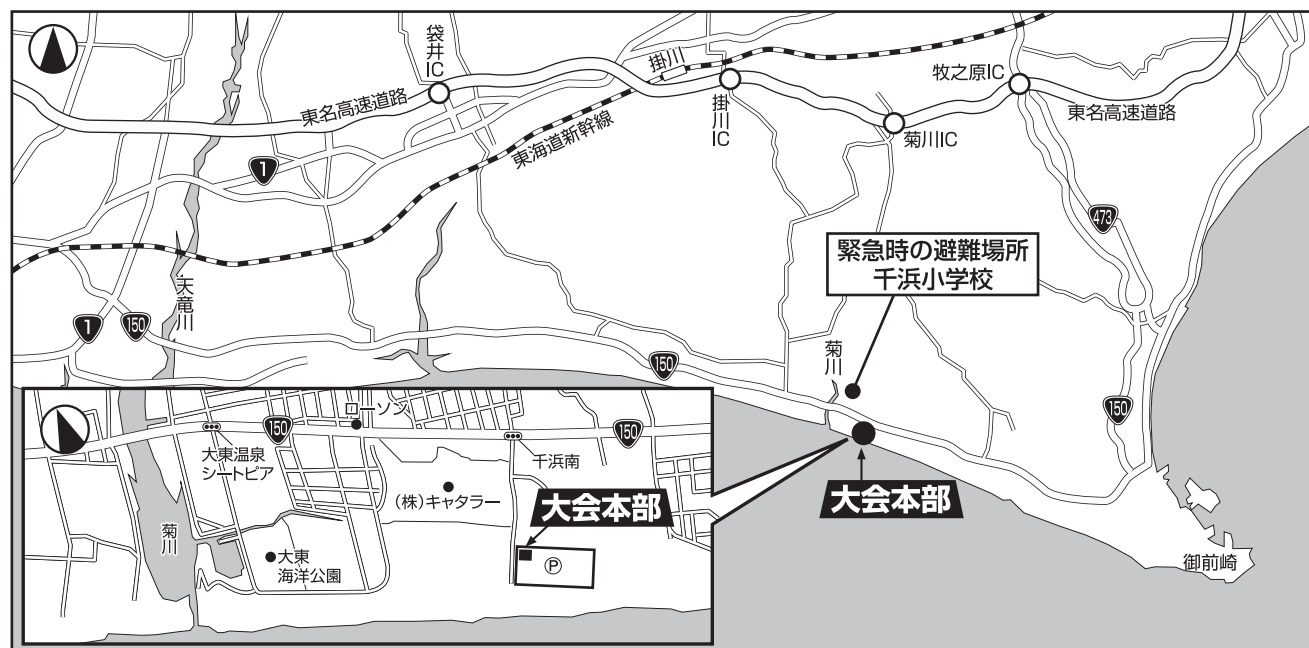 袋井IC
掛川
牧之原IC
東名高速道路
掛川IC
東名高速道路
菊川IC
東海道新幹線
1
473
緊急時の避難場所
千浜小学校
天竜川
1
150
菊川
150
150
大会本部
御前崎
ローソン
150
150
大東温泉
シートピア
千浜南
(株)キャタラー
大会本部
菊川
大東
海洋公園
P